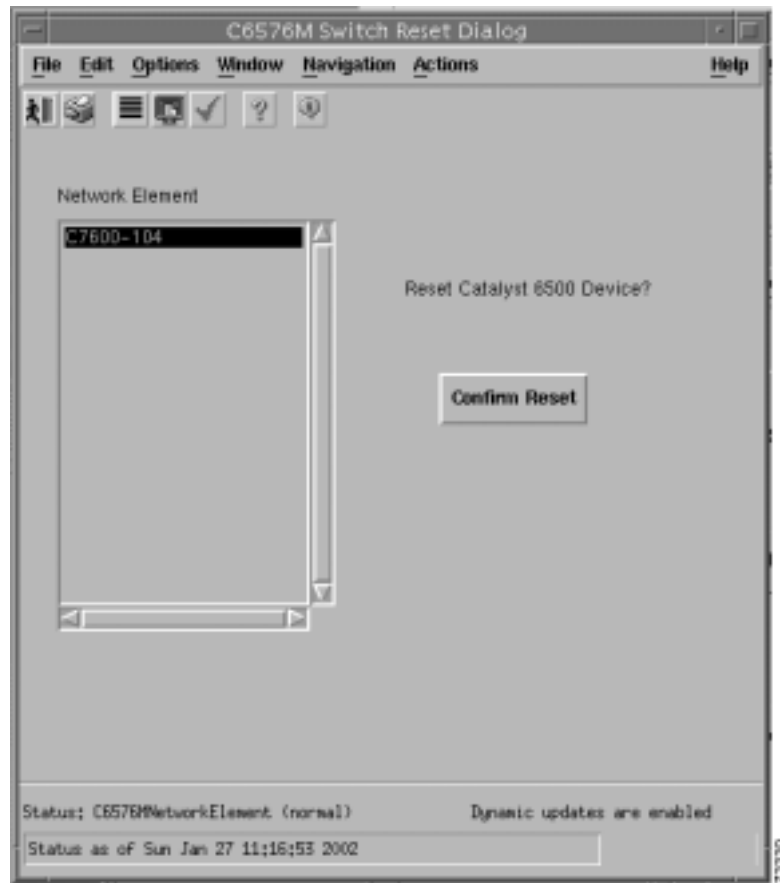 C6576M Switch Reset Dialog
File Edit Options Window Navigation Actions Help
Network Element
C7600-104
Reset Catalyst 6500 Device?
Confirm Reset
Status: C6576MNetworkElement (normal) Dynamic updates are enabled
Status as of Sun Jan 27 11:16:53 2002